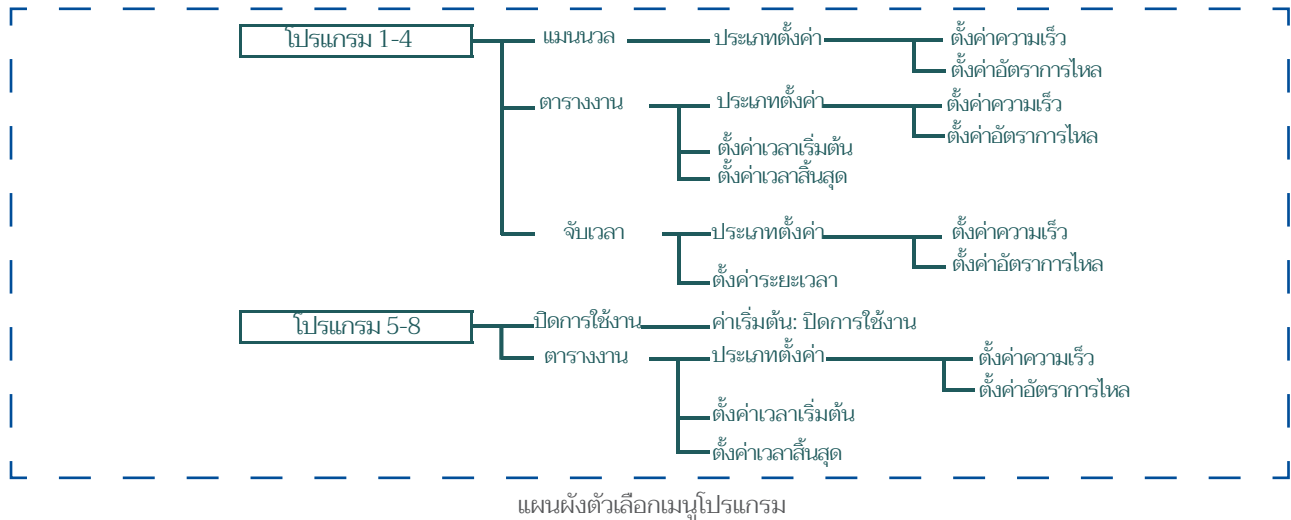 โปรแกรม 1-4 แมนนวล ประเภทตั้งค่า ตั้งค่าความเร็ว
ตั้งค่าอัตราการไหล
ตารางงาน ประเภทตั้งค่า ตั้งค่าความเร็ว
ตั้งค่าอัตราการไหล
ตั้งค่าเวลาเริ่มต้น
ตั้งค่าเวลาสิ้นสุด
จับเวลา ประเภทตั้งค่า ตั้งค่าความเร็ว
ตั้งค่าอัตราการไหล
ตั้งค่าระยะเวลา
โปรแกรม 5-8 ปิดการใช้งาน ค่าเริ่มต้น: ปิดการใช้งาน
ตารางงาน ประเภทตั้งค่า ตั้งค่าความเร็ว
ตั้งค่าอัตราการไหล
ตั้งค่าเวลาเริ่มต้น
ตั้งค่าเวลาสิ้นสุด
แผนผังตัวเลือกเมนูโปรแกรม